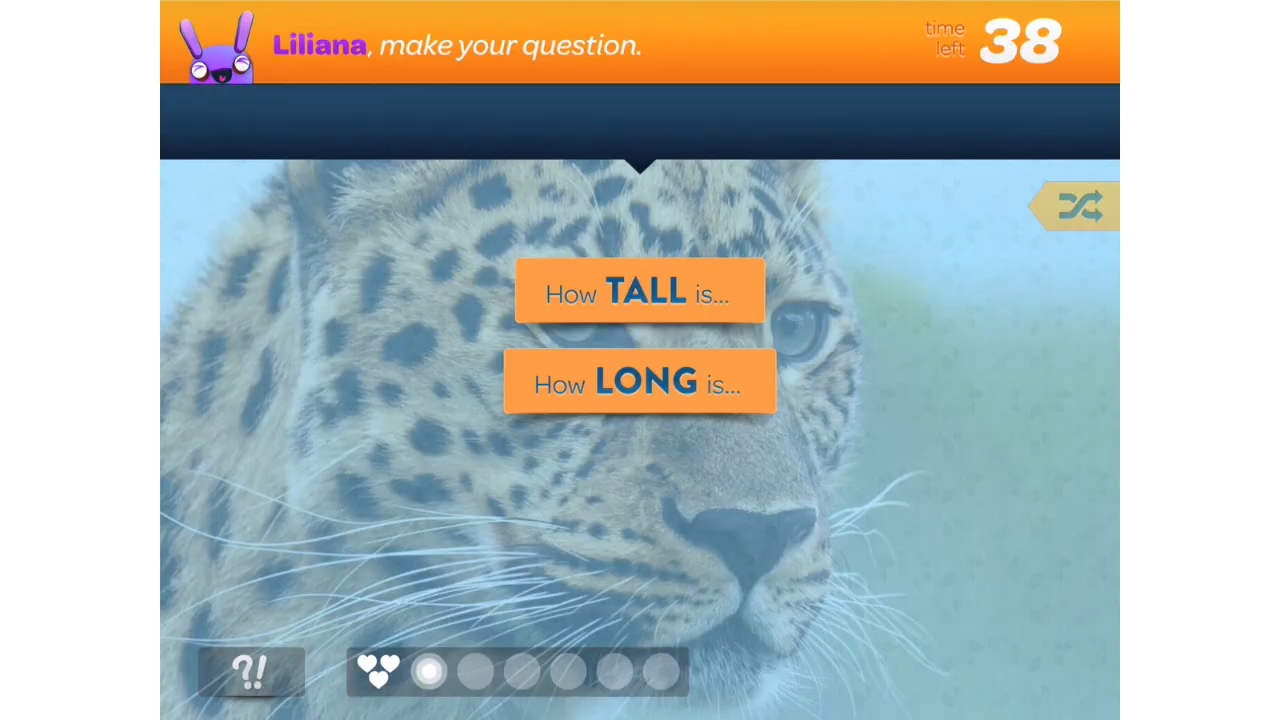 Liliana, make your question.
time
left
38
How TALL is...
How LONG is...
?!